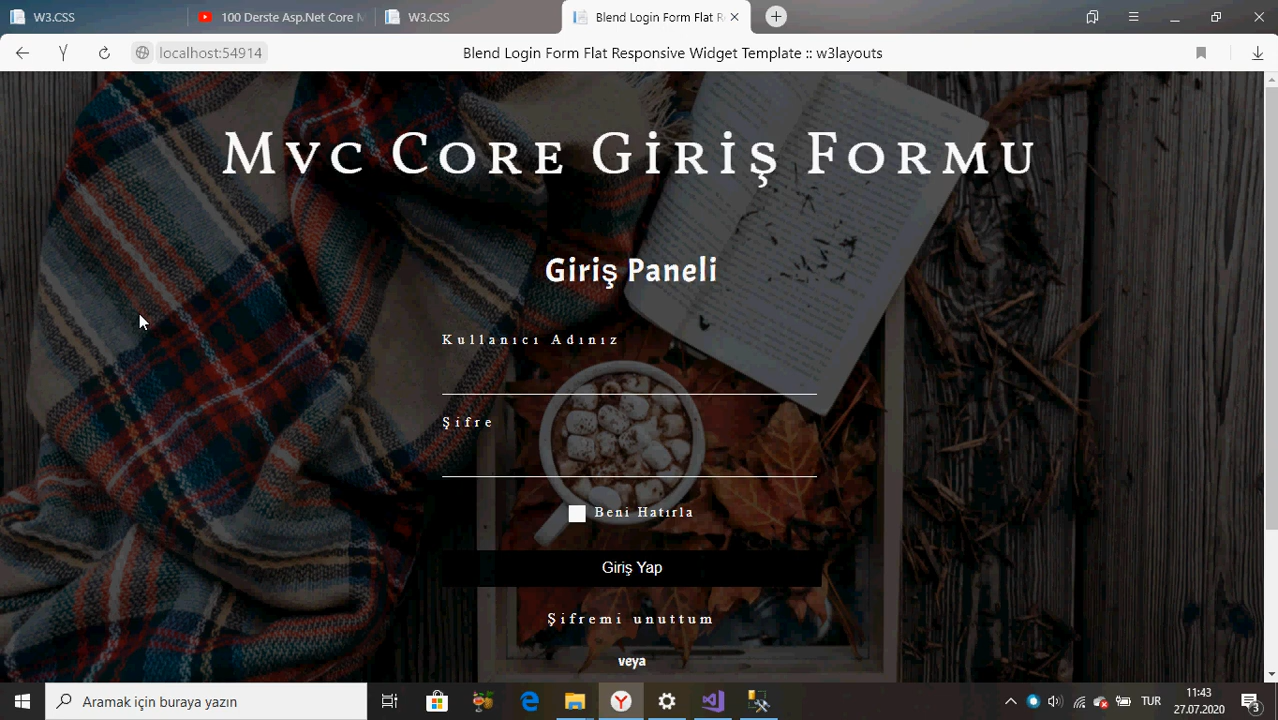 W3.CSS
100 Derste Asp.Net Core M
W3.CSS
Blend Login Form Flat R
localhost:54914
Blend Login Form Flat Responsive Widget Template :: w3layouts
Mvc Core Giriş Formu
Giriş Paneli
Kullanıcı Adınız
Şifre
Beni Hatırla
Giriş Yap
Şifremi unuttum
veya
Aramak için buraya yazın
TUR
11:43
27.07.2020
3